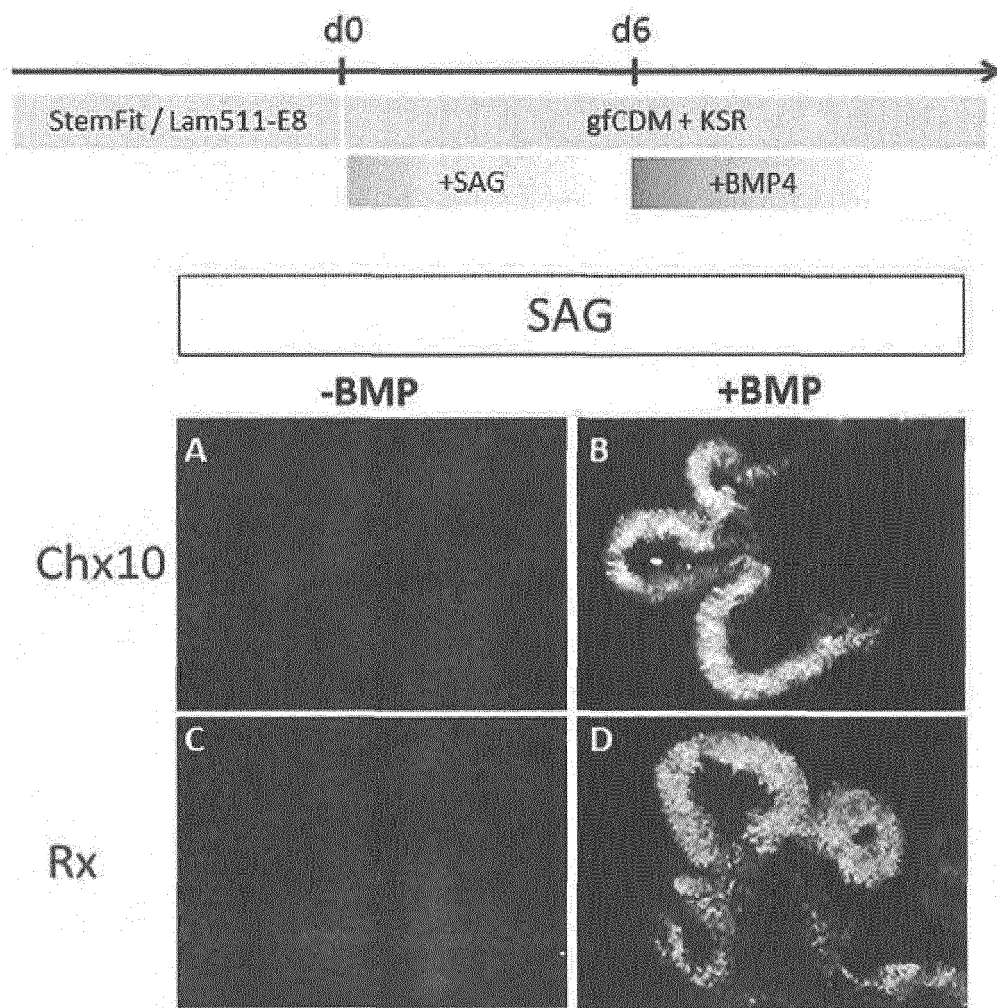 d0 d6
StemFit / Lam511-E8 gfCDM + KSR
+SAG +BMP4
SAG
-BMP +BMP
A B
Chx10
C D
Rx